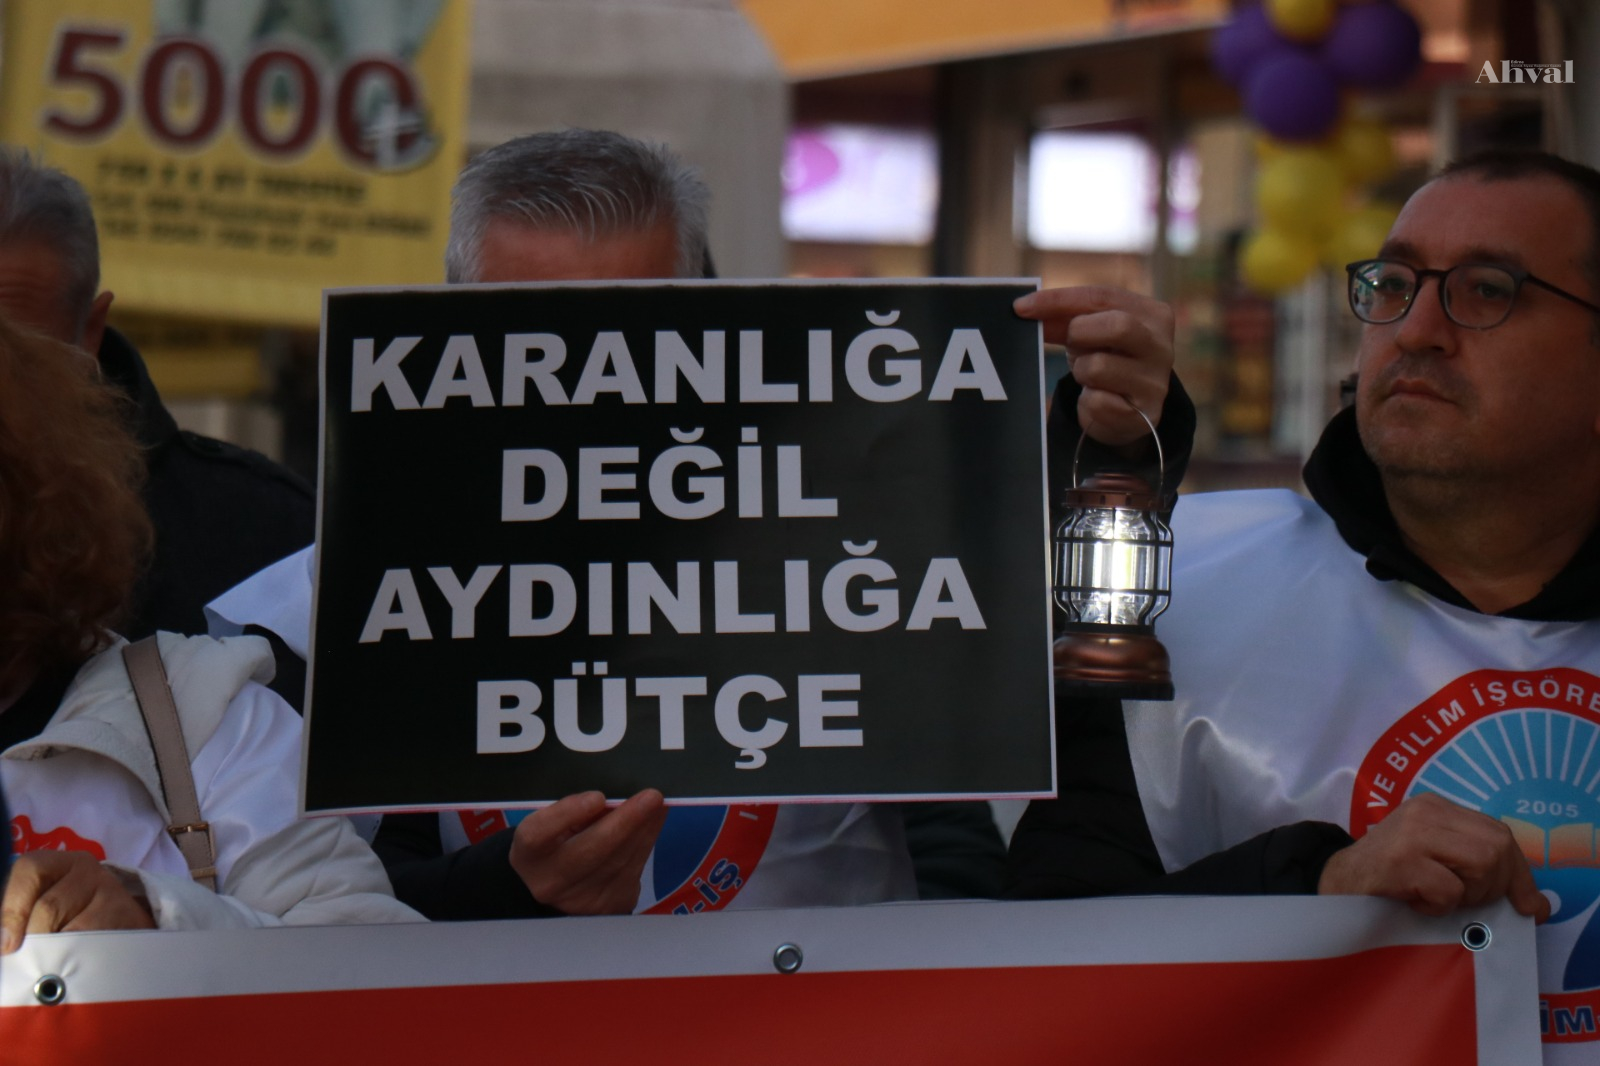 5000
Ahval
KARANLIĞA
DEĞİL
AYDINLIĞA
BÜTÇE
VE BİLİM İŞGÖRE
2005
M-İŞ
İM-